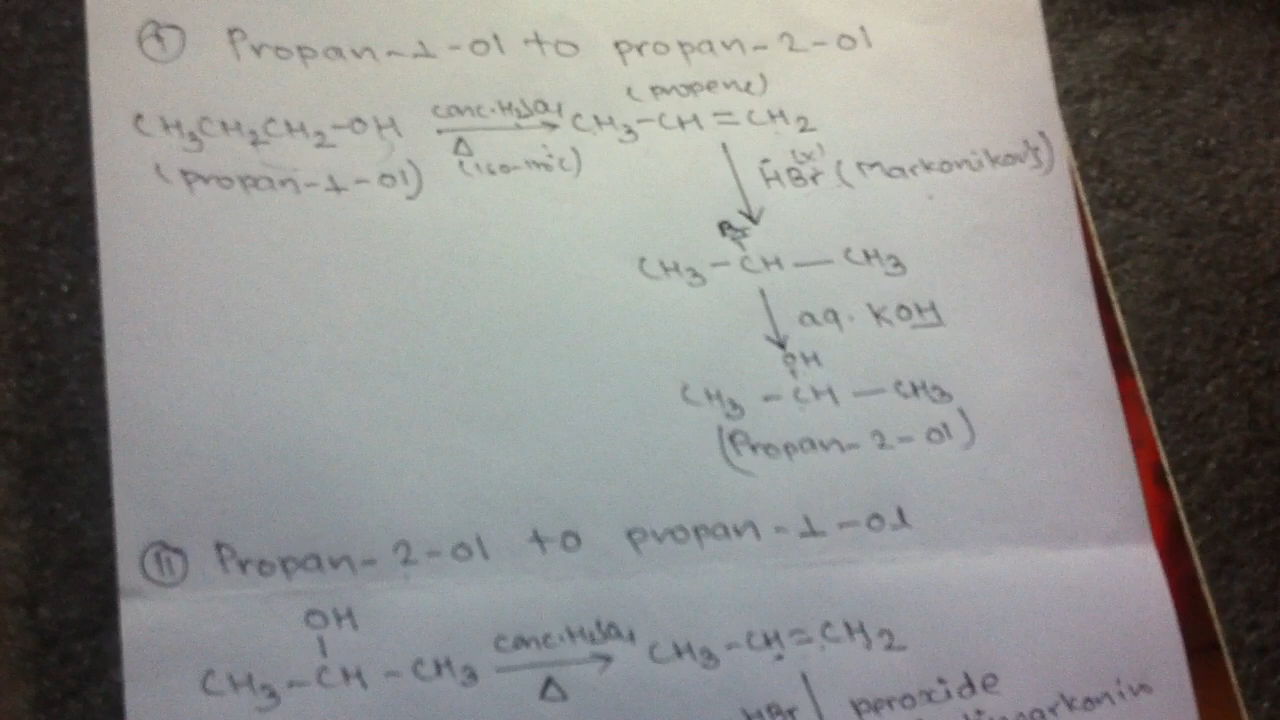 (i) Propan-1-ol to propan-2-ol
(propene)
CH3CH2CH2-OH conc.H2SO4 CH3-CH=CH2
Δ
(propan-1-ol)
HBr (Markonikov's)
Br
CH3-CH-CH3
aq. KOH
OH
CH3-CH-CH3
(Propan-2-ol)
(ii) Propan-2-ol to propan-1-ol
OH
CH3-CH-CH3 conc.H2SO4 CH3-CH=CH2
Δ
HBr peroxide